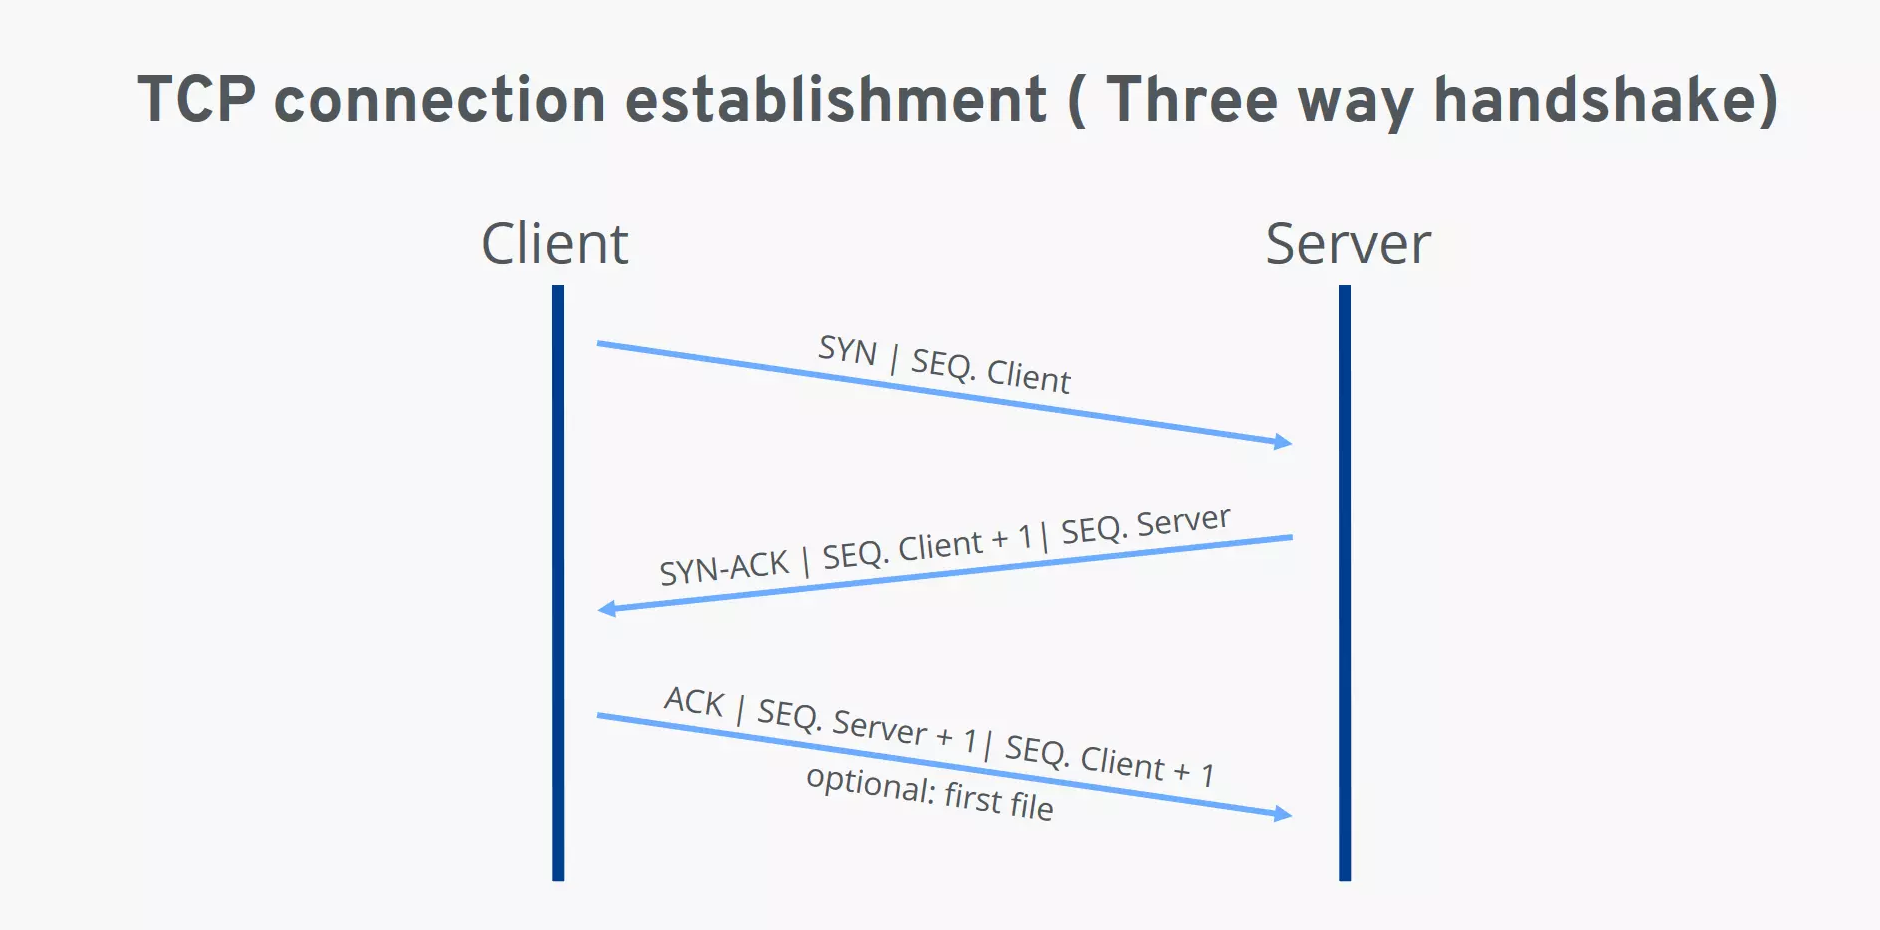 TCP connection establishment ( Three way handshake)
Client
Server
SYN | SEQ. Client
SYN-ACK | SEQ. Client + 1| SEQ. Server
ACK | SEQ. Server + 1| SEQ. Client + 1
optional: first file